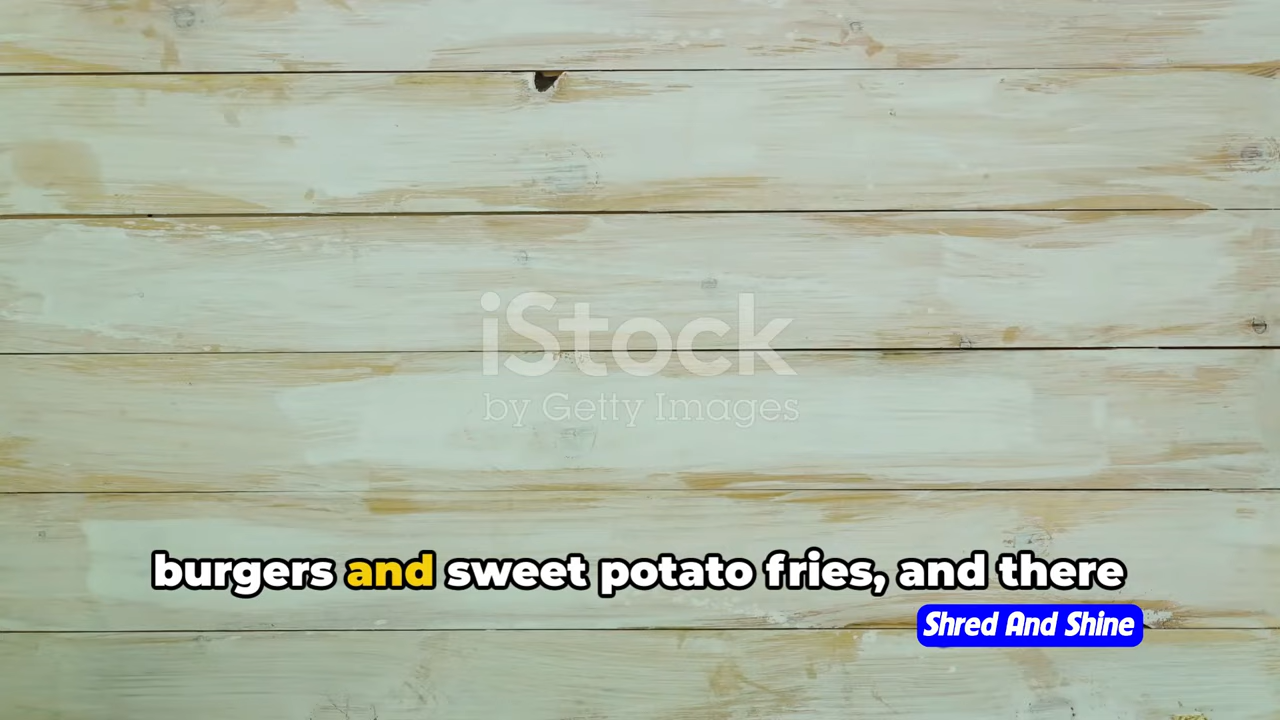 iStock
by Getty Images
burgers and sweet potato fries, and there
Shred And Shine